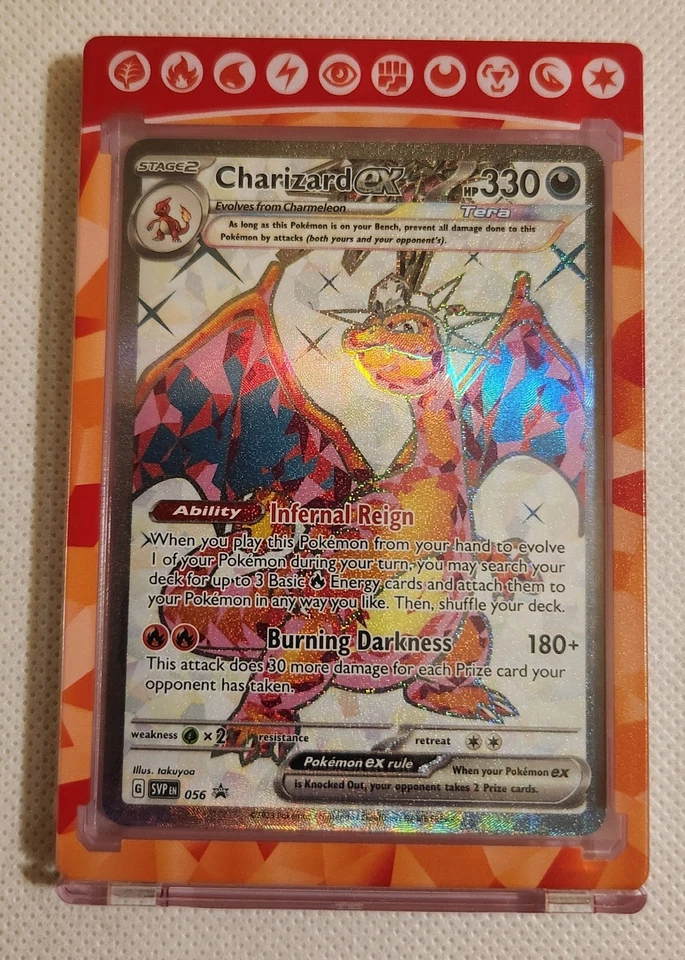 STAGE2
Charizard ex
HP 330
Evolves from Charmeleon
Tera
As long as this Pokémon is on your Bench, prevent all damage done to this
Pokémon by attacks (both yours and your opponent's).
Ability Infernal Reign
When you play this Pokémon from your hand to evolve
1 of your Pokémon during your turn, you may search your
deck for up to 3 Basic Energy cards and attach them to
your Pokémon in any way you like. Then, shuffle your deck.
Burning Darkness 180+
This attack does 30 more damage for each Prize card your
opponent has taken.
weakness ×2 resistance retreat
Pokémon ex rule
When your Pokémon ex
is Knocked Out, your opponent takes 2 Prize cards.
Illus. takuyoa
G SVP EN 056